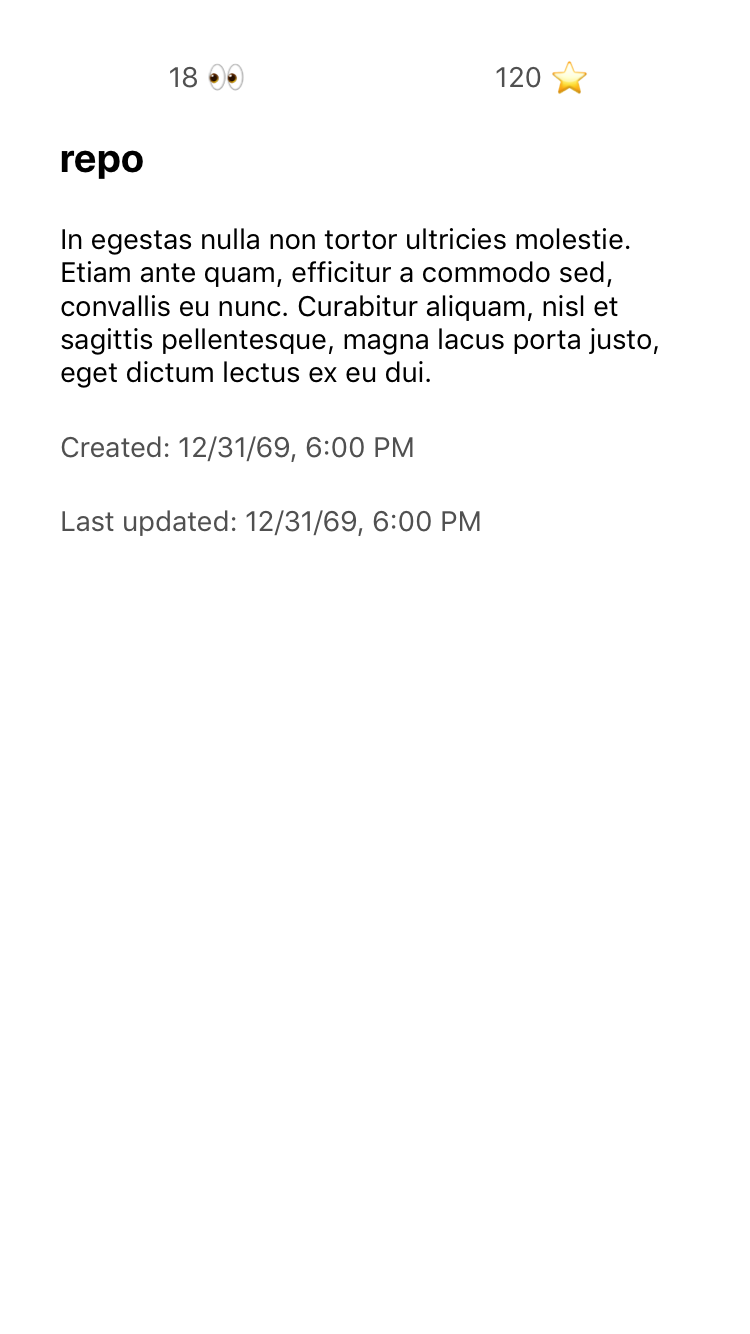 18 👀 120 ⭐
repo
In egestas nulla non tortor ultricies molestie.
Etiam ante quam, efficitur a commodo sed,
convallis eu nunc. Curabitur aliquam, nisl et
sagittis pellentesque, magna lacus porta justo,
eget dictum lectus ex eu dui.
Created: 12/31/69, 6:00 PM
Last updated: 12/31/69, 6:00 PM